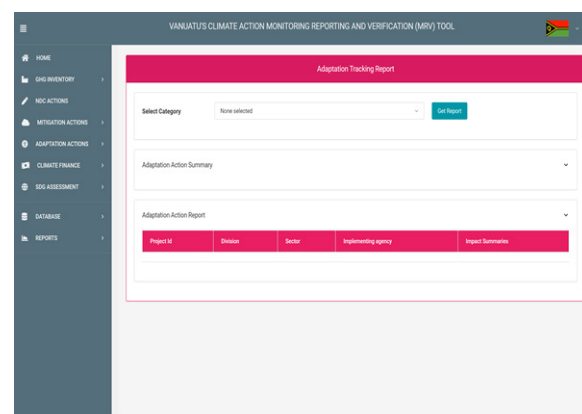 VANUATU'S CLIMATE ACTION MONITORING REPORTING AND VERIFICATION (MRV) TOOL
HOME
GHG INVENTORY
NDC ACTIONS
MITIGATION ACTIONS
ADAPTATION ACTIONS
CLIMATE FINANCE
SDG ASSESSMENT
DATABASE
REPORTS
Adaptation Tracking Report
Select Category None selected Get Report
Adaptation Action Summary
Adaptation Action Report
Project Id Division Sector Implementing agency Impact Summaries